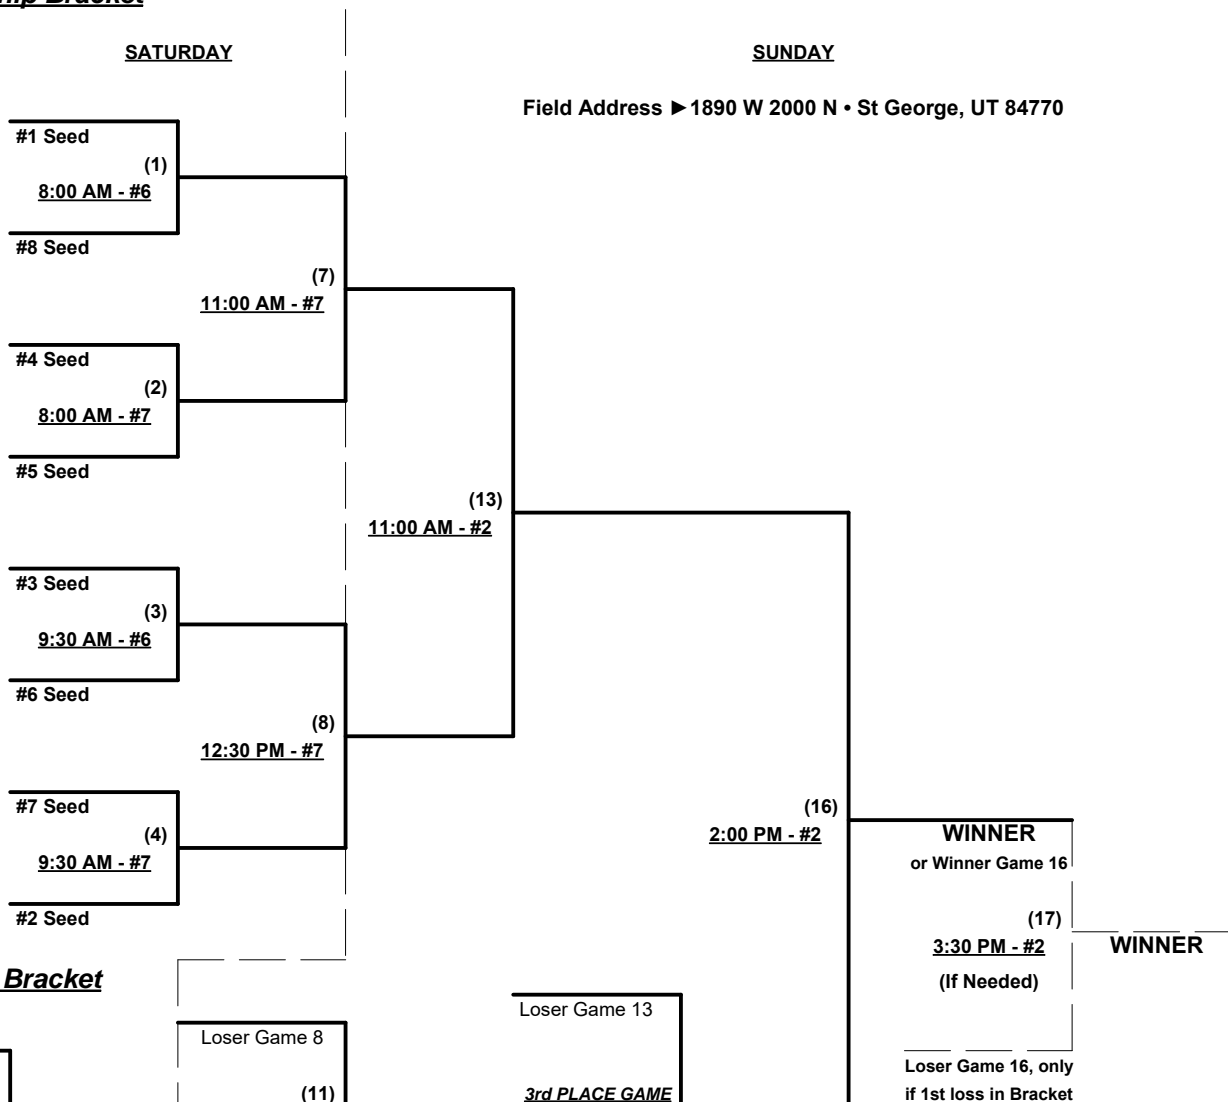 Bracket
SATURDAY
SUNDAY
Field Address ►1890 W 2000 N • St George, UT 84770
#1 Seed
(1)
8:00 AM - #6
#8 Seed
(7)
11:00 AM - #7
#4 Seed
(2)
8:00 AM - #7
#5 Seed
(13)
11:00 AM - #2
#3 Seed
(3)
9:30 AM - #6
#6 Seed
(8)
12:30 PM - #7
#7 Seed
(4)
9:30 AM - #7
#2 Seed
(16)
2:00 PM - #2
WINNER
or Winner Game 16
(17)
3:30 PM - #2
(If Needed)
WINNER
Bracket
Loser Game 8
(11)
Loser Game 13
3rd PLACE GAME
Loser Game 16, only
if 1st loss in Bracket